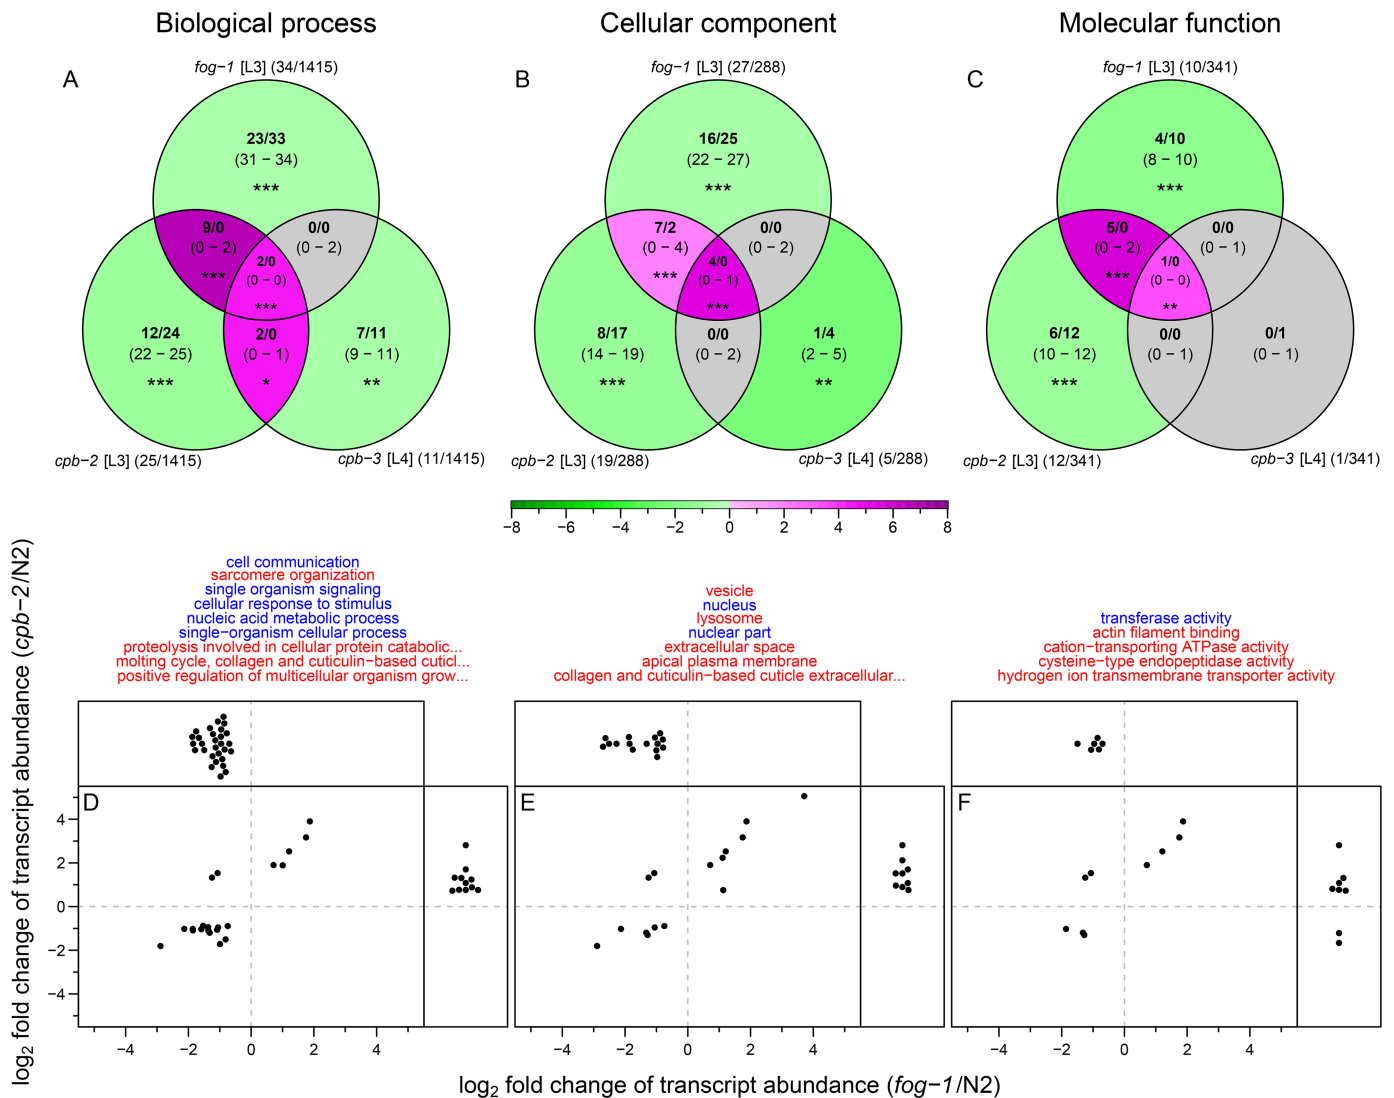 Biological process
Cellular component
Molecular function
A
fog−1 [L3] (34/1415)
23/33
(31 − 34)
***
9/0
(0 − 2)
***
0/0
(0 − 2)
2/0
(0 − 0)
***
12/24
(22 − 25)
***
2/0
(0 − 1)
*
7/11
(9 − 11)
**
cpb−2 [L3] (25/1415)
cpb−3 [L4] (11/1415)
B
fog−1 [L3] (27/288)
16/25
(22 − 27)
***
7/2
(0 − 4)
***
0/0
(0 − 2)
4/0
(0 − 1)
***
8/17
(14 − 19)
***
0/0
(0 − 2)
1/4
(2 − 5)
**
cpb−2 [L3] (19/288)
cpb−3 [L4] (5/288)
C
fog−1 [L3] (10/341)
4/10
(8 − 10)
***
5/0
(0 − 2)
***
0/0
(0 − 1)
1/0
(0 − 0)
**
6/12
(10 − 12)
***
0/0
(0 − 1)
0/1
(0 − 1)
cpb−2 [L3] (12/341)
cpb−3 [L4] (1/341)
−8 −6 −4 −2 0 2 4 6 8
cell communication
sarcomere organization
single organism signaling
cellular response to stimulus
nucleic acid metabolic process
single−organism cellular process
proteolysis involved in cellular protein catabolic...
molting cycle, collagen and cuticulin−based cuticl...
positive regulation of multicellular organism grow...
vesicle
nucleus
lysosome
nuclear part
extracellular space
apical plasma membrane
collagen and cuticulin−based cuticle extracellular...
transferase activity
actin filament binding
cation−transporting ATPase activity
cysteine−type endopeptidase activity
hydrogen ion transmembrane transporter activity
log2 fold change of transcript abundance (cpb−2/N2)
D
E
F
4
2
0
−2
−4
−4 −2 0 2 4
−4 −2 0 2 4
−4 −2 0 2 4
log2 fold change of transcript abundance (fog−1/N2)